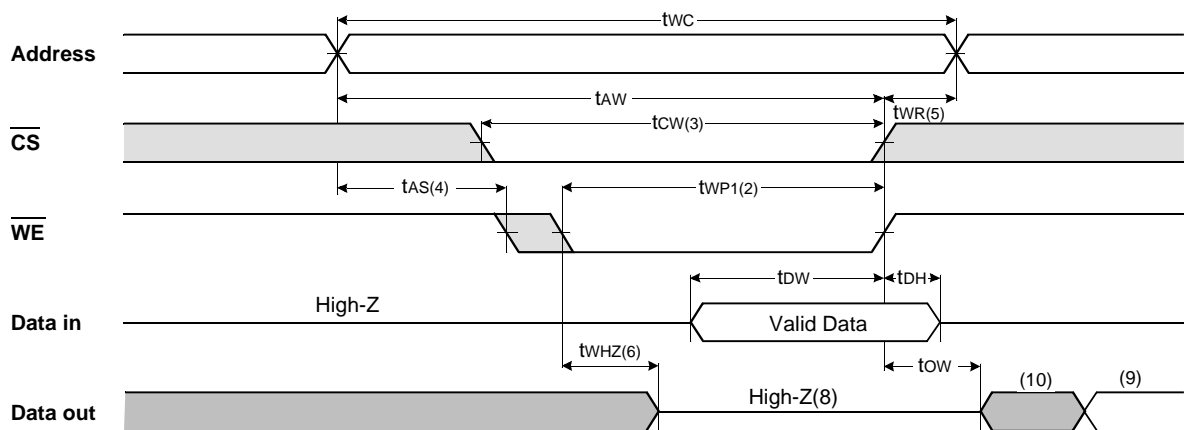 tWC
Address
tAW
tWR(5)
tCW(3)
CS
tAS(4)
tWP1(2)
WE
tDW
tDH
High-Z
Data in
Valid Data
tWHZ(6)
tOW
(10)
(9)
High-Z(8)
Data out